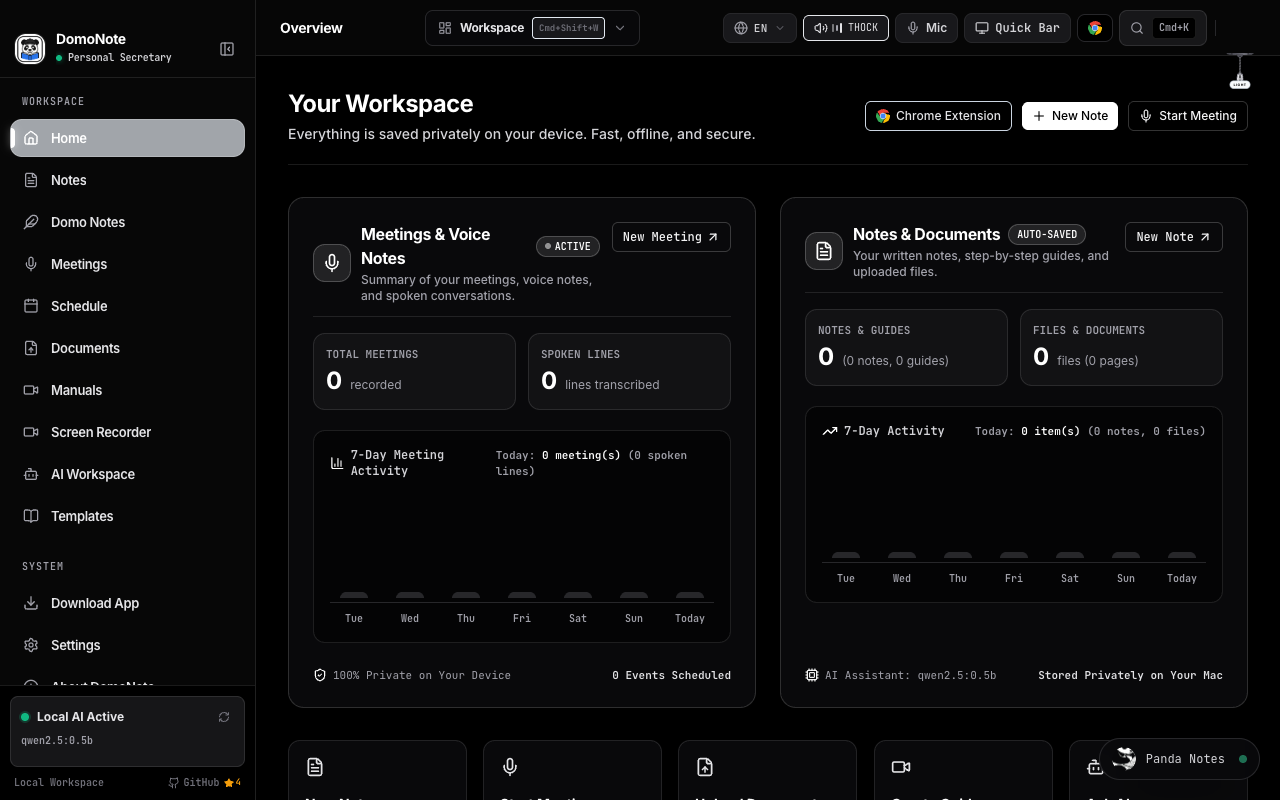 DomoNote
Personal Secretary
WORKSPACE
Home
Notes
Domo Notes
Meetings
Schedule
Documents
Manuals
Screen Recorder
AI Workspace
Templates
SYSTEM
Download App
Settings
About DomoNote
Local AI Active
qwen2.5:0.5b
Local Workspace
GitHub
4
Overview
Workspace
Cmd+Shift+W
EN
THOCK
Mic
Quick Bar
Cmd+K
LIGHT
Your Workspace
Everything is saved privately on your device. Fast, offline, and secure.
Chrome Extension
New Note
Start Meeting
Meetings & Voice
Notes
ACTIVE
New Meeting
Summary of your meetings, voice notes,
and spoken conversations.
TOTAL MEETINGS
0 recorded
SPOKEN LINES
0 lines transcribed
7-Day Meeting
Activity
Today: 0 meeting(s) (0 spoken
lines)
Tue Wed Thu Fri Sat Sun Today
100% Private on Your Device
0 Events Scheduled
Notes & Documents
AUTO-SAVED
New Note
Your written notes, step-by-step guides, and
uploaded files.
NOTES & GUIDES
0 (0 notes, 0 guides)
FILES & DOCUMENTS
0 files (0 pages)
7-Day Activity
Today: 0 item(s) (0 notes, 0 files)
Tue Wed Thu Fri Sat Sun Today
AI Assistant: qwen2.5:0.5b
Stored Privately on Your Mac
Panda Notes